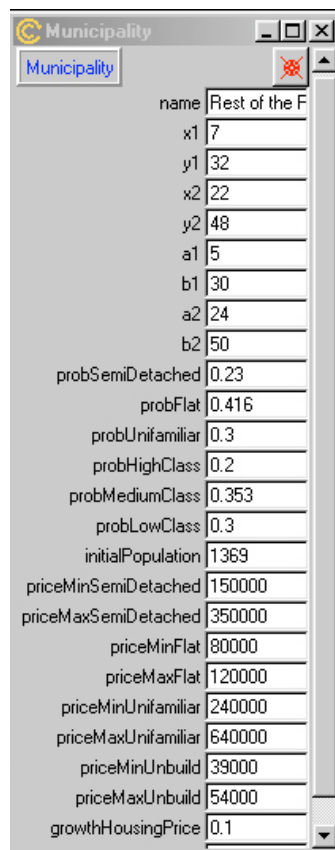 Municipality
Municipality
name Rest of the F
x1 7
y1 32
x2 22
y2 48
a1 5
b1 30
a2 24
b2 50
probSemiDetached 0.23
probFlat 0.416
probUnifamiliar 0.3
probHighClass 0.2
probMediumClass 0.353
probLowClass 0.3
initialPopulation 1369
priceMinSemiDetached 150000
priceMaxSemiDetached 350000
priceMinFlat 80000
priceMaxFlat 120000
priceMinUnifamiliar 240000
priceMaxUnifamiliar 640000
priceMinUnbuild 39000
priceMaxUnbuild 54000
growthHousingPrice 0.1